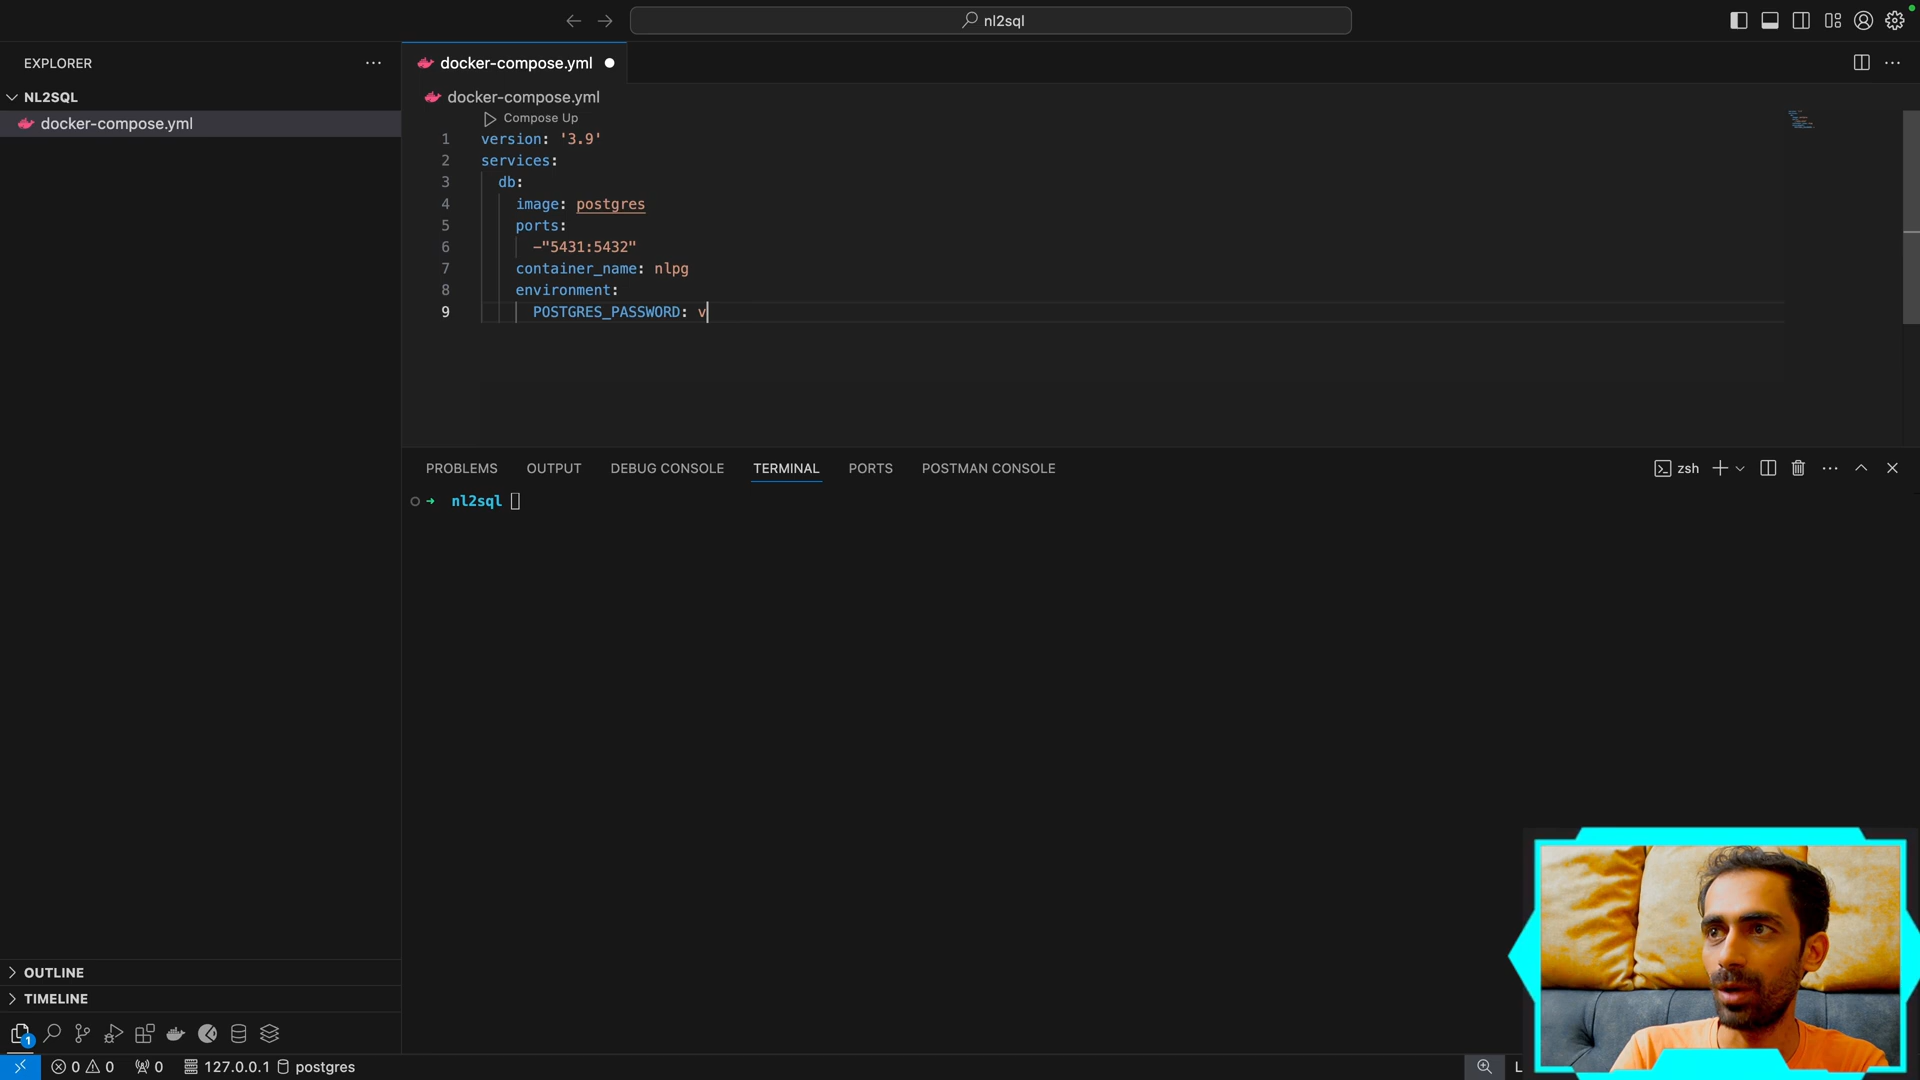 nl2sql
EXPLORER
NL2SQL
docker-compose.yml
docker-compose.yml
docker-compose.yml
Compose Up
1 version: '3.9'
2 services:
3 db:
4 image: postgres
5 ports:
6 -"5431:5432"
7 container_name: nlpg
8 environment:
9 POSTGRES_PASSWORD: v
PROBLEMS OUTPUT DEBUG CONSOLE TERMINAL PORTS POSTMAN CONSOLE
zsh
nl2sql
OUTLINE
TIMELINE
1
0 0 0 127.0.0.1 postgres
L